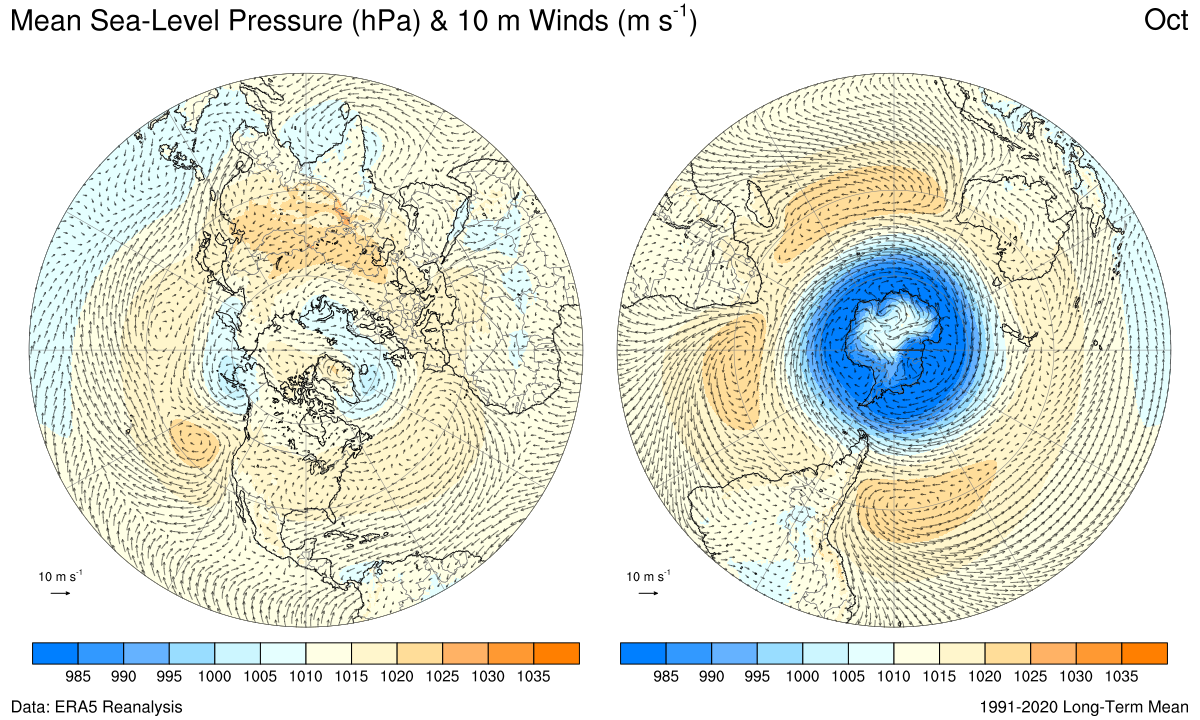 Mean Sea-Level Pressure (hPa) & 10 m Winds (m s⁻¹) Oct
10 m s⁻¹ 10 m s⁻¹
985 990 995 1000 1005 1010 1015 1020 1025 1030 1035 985 990 995 1000 1005 1010 1015 1020 1025 1030 1035
Data: ERA5 Reanalysis 1991-2020 Long-Term Mean